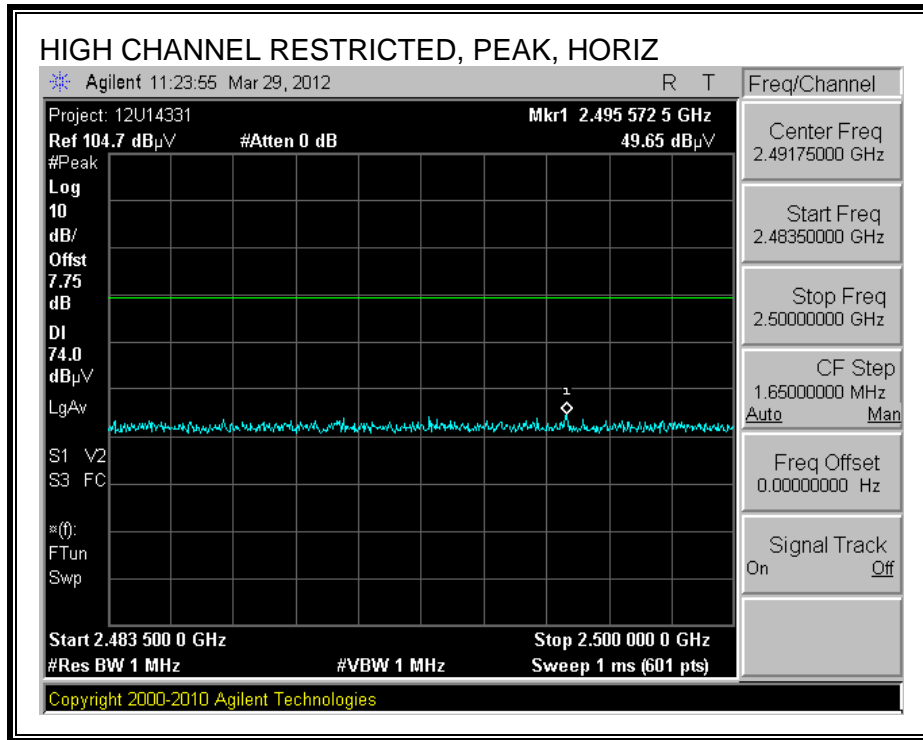 HIGH CHANNEL RESTRICTED, PEAK, HORIZ
Agilent 11:23:55 Mar 29, 2012 R T
Freq/Channel
Project: 12U14331 Mkr1 2.495 572 5 GHz
Ref 104.7 dBµV #Atten 0 dB 49.65 dBµV
#Peak
Log
10
dB/
Offst
7.75
dB
DI
74.0
dBµV
LgAv
S1 V2
S3 FC
¤(f):
FTun
Swp
1
Start 2.483 500 0 GHz Stop 2.500 000 0 GHz
#Res BW 1 MHz #VBW 1 MHz Sweep 1 ms (601 pts)
Center Freq
2.49175000 GHz
Start Freq
2.48350000 GHz
Stop Freq
2.50000000 GHz
CF Step
1.65000000 MHz
Auto Man
Freq Offset
0.00000000 Hz
Signal Track
On Off
Copyright 2000-2010 Agilent Technologies